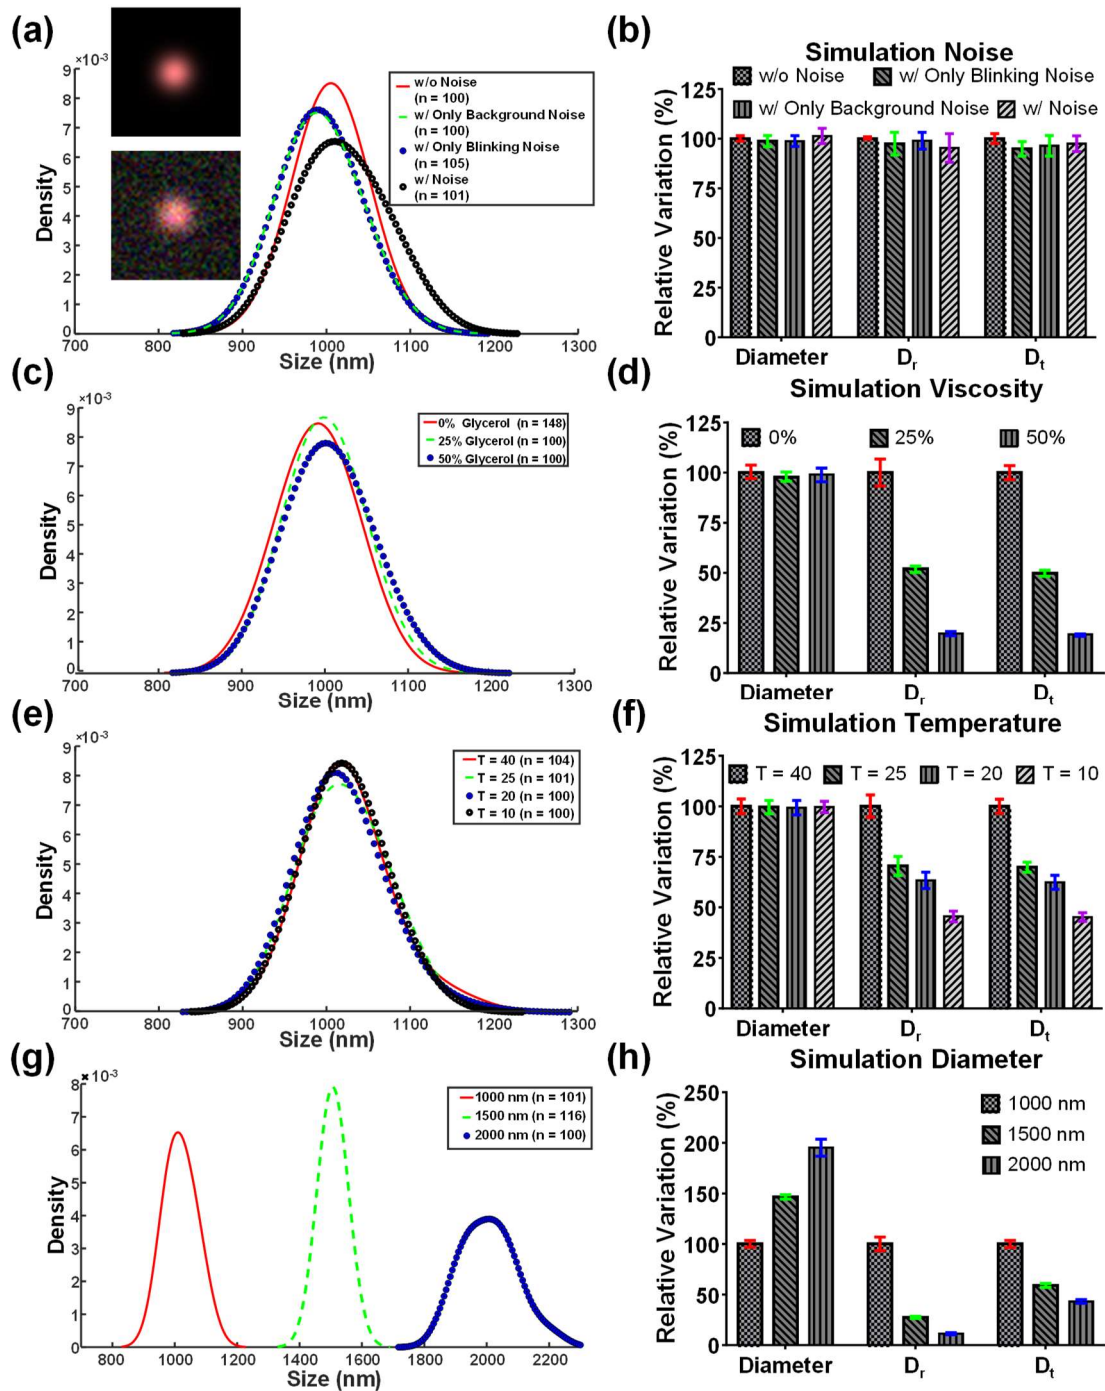 (a)
×10⁻³
9
8
7
6
5
4
3
2
1
0
Density
w/o Noise
(n = 100)
w/ Only Background Noise
(n = 100)
w/ Only Blinking Noise
(n = 105)
w/ Noise
(n = 101)
700 800 900 1000 1100 1200 1300
Size (nm)
(b)
Simulation Noise
w/o Noise w/ Only Blinking Noise
w/ Only Background Noise w/ Noise
Relative Variation (%)
125
100
75
50
25
0
Diameter Dr Dt
(c)
×10⁻³
9
8
7
6
5
4
3
2
1
0
Density
0% Glycerol (n = 148)
25% Glycerol (n = 100)
50% Glycerol (n = 100)
700 800 900 1000 1100 1200 1300
Size (nm)
(d)
Simulation Viscosity
0% 25% 50%
Relative Variation (%)
125
100
75
50
25
0
Diameter Dr Dt
(e)
×10⁻³
9
8
7
6
5
4
3
2
1
0
Density
T = 40 (n = 104)
T = 25 (n = 101)
T = 20 (n = 100)
T = 10 (n = 100)
700 800 900 1000 1100 1200 1300
Size (nm)
(f)
Simulation Temperature
T = 40 T = 25 T = 20 T = 10
Relative Variation (%)
125
100
75
50
25
0
Diameter Dr Dt
(g)
×10⁻³
8
7
6
5
4
3
2
1
0
Density
1000 nm (n = 101)
1500 nm (n = 116)
2000 nm (n = 100)
800 1000 1200 1400 1600 1800 2000 2200
Size (nm)
(h)
Simulation Diameter
1000 nm
1500 nm
2000 nm
Relative Variation (%)
250
200
150
100
50
0
Diameter Dr Dt